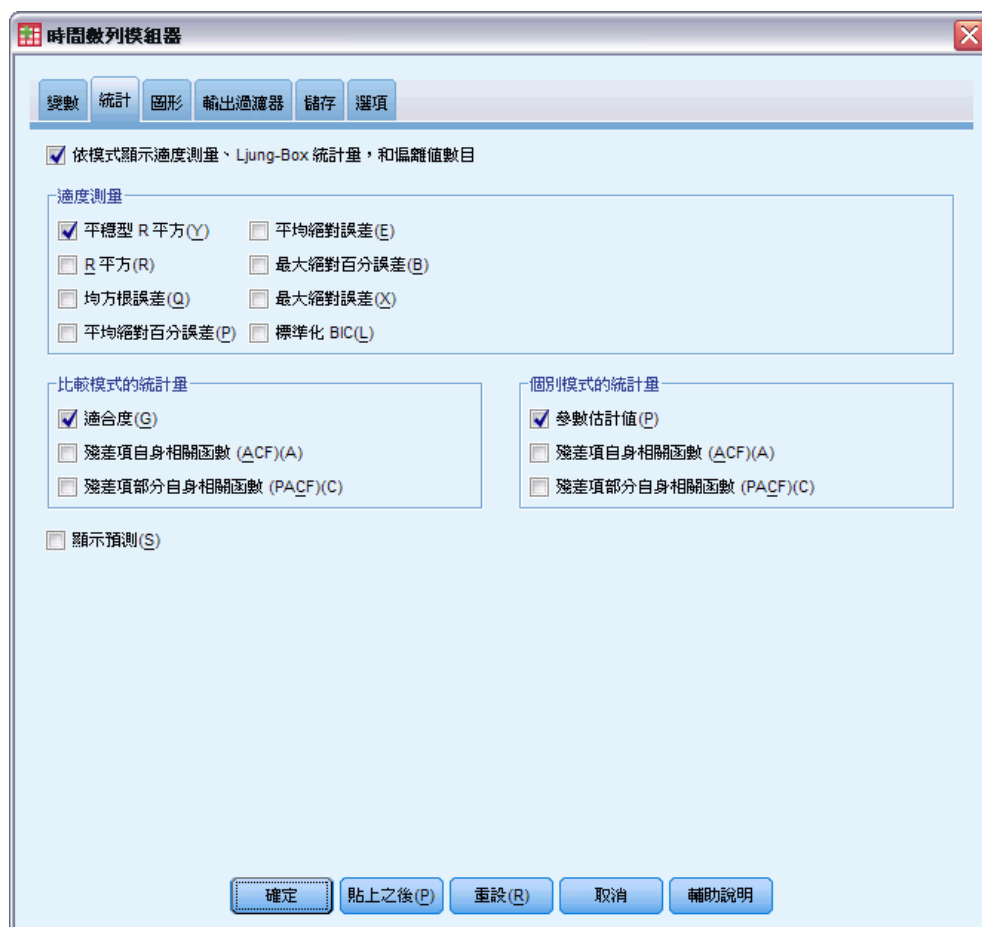 時間數列模組器
變數 統計 圖形 輸出過濾器 儲存 選項
依模式顯示適度測量、Ljung-Box 統計量，和偏離值數目
適度測量
平穩型 R 平方(Y) 平均絕對誤差(E)
R 平方(R) 最大絕對百分誤差(B)
均方根誤差(Q) 最大絕對誤差(X)
平均絕對百分誤差(P) 標準化 BIC(L)
比較模式的統計量 個別模式的統計量
適合度(G) 參數估計值(P)
殘差項自身相關函數 (ACF)(A) 殘差項自身相關函數 (ACF)(A)
殘差項部分自身相關函數 (PACF)(C) 殘差項部分自身相關函數 (PACF)(C)
顯示預測(S)
確定 貼上之後(P) 重設(R) 取消 輔助說明